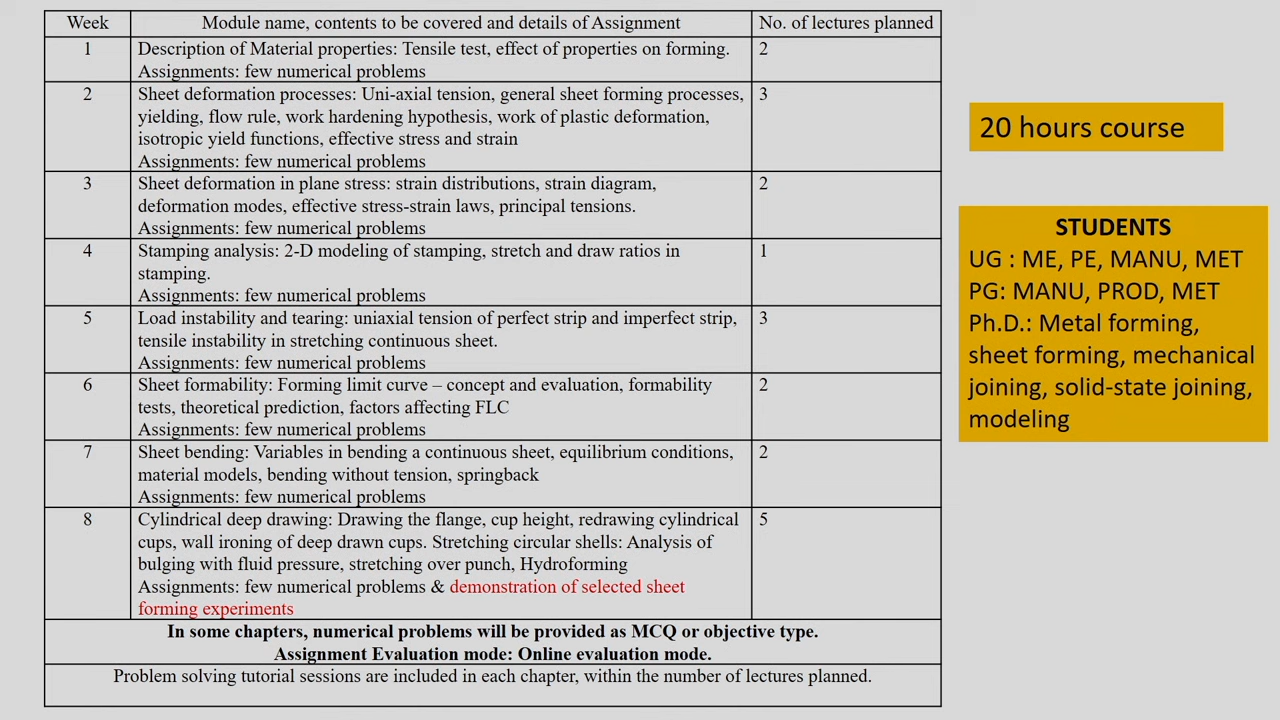 Week Module name, contents to be covered and details of Assignment No. of lectures planned
1 Description of Material properties: Tensile test, effect of properties on forming. 2
Assignments: few numerical problems
2 Sheet deformation processes: Uni-axial tension, general sheet forming processes, 3
yielding, flow rule, work hardening hypothesis, work of plastic deformation,
isotropic yield functions, effective stress and strain
Assignments: few numerical problems
3 Sheet deformation in plane stress: strain distributions, strain diagram, 2
deformation modes, effective stress-strain laws, principal tensions.
Assignments: few numerical problems
4 Stamping analysis: 2-D modeling of stamping, stretch and draw ratios in 1
stamping.
Assignments: few numerical problems
5 Load instability and tearing: uniaxial tension of perfect strip and imperfect strip, 3
tensile instability in stretching continuous sheet.
Assignments: few numerical problems
6 Sheet formability: Forming limit curve – concept and evaluation, formability 2
tests, theoretical prediction, factors affecting FLC
Assignments: few numerical problems
7 Sheet bending: Variables in bending a continuous sheet, equilibrium conditions, 2
material models, bending without tension, springback
Assignments: few numerical problems
8 Cylindrical deep drawing: Drawing the flange, cup height, redrawing cylindrical 5
cups, wall ironing of deep drawn cups. Stretching circular shells: Analysis of
bulging with fluid pressure, stretching over punch, Hydroforming
Assignments: few numerical problems & demonstration of selected sheet
forming experiments
In some chapters, numerical problems will be provided as MCQ or objective type.
Assignment Evaluation mode: Online evaluation mode.
Problem solving tutorial sessions are included in each chapter, within the number of lectures planned.
20 hours course
STUDENTS
UG : ME, PE, MANU, MET
PG: MANU, PROD, MET
Ph.D.: Metal forming,
sheet forming, mechanical
joining, solid-state joining,
modeling